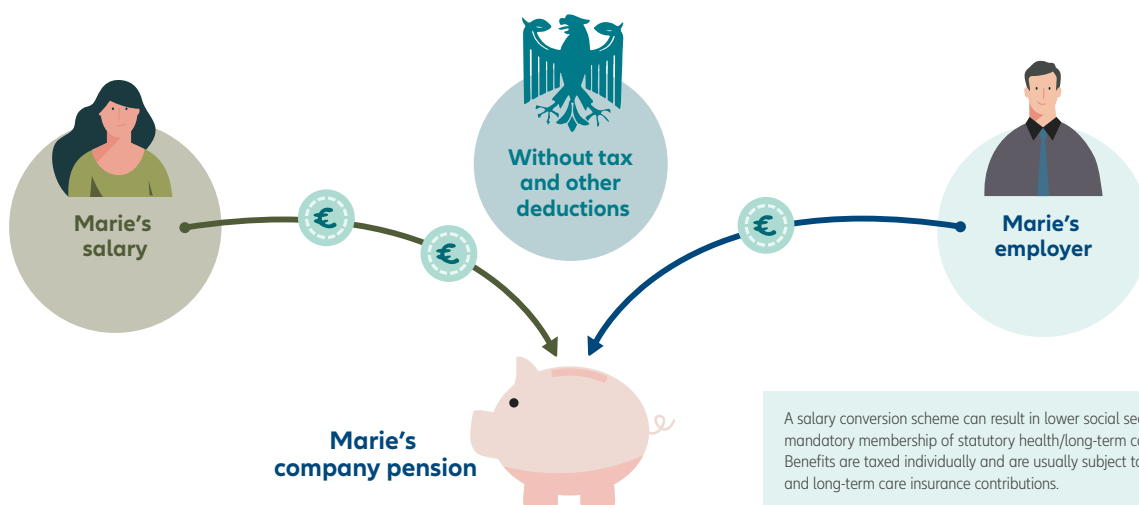 Without tax
and other
deductions
Marie's
salary
€
€
€
Marie's
employer
Marie's
company pension
A salary conversion scheme can result in lower social
mandatory membership of statutory health/long-term
Benefits are taxed individually and are usually subject
and long-term care insurance contributions.